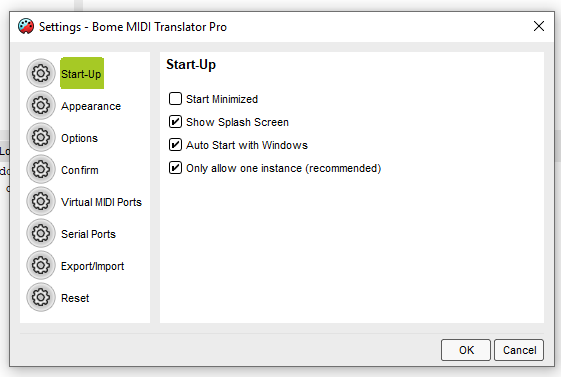 Settings - Bome MIDI Translator Pro
Start-Up
Appearance
Options
Confirm
Virtual MIDI Ports
Serial Ports
Export/Import
Reset
Start-Up
Start Minimized
Show Splash Screen
Auto Start with Windows
Only allow one instance (recommended)
OK
Cancel